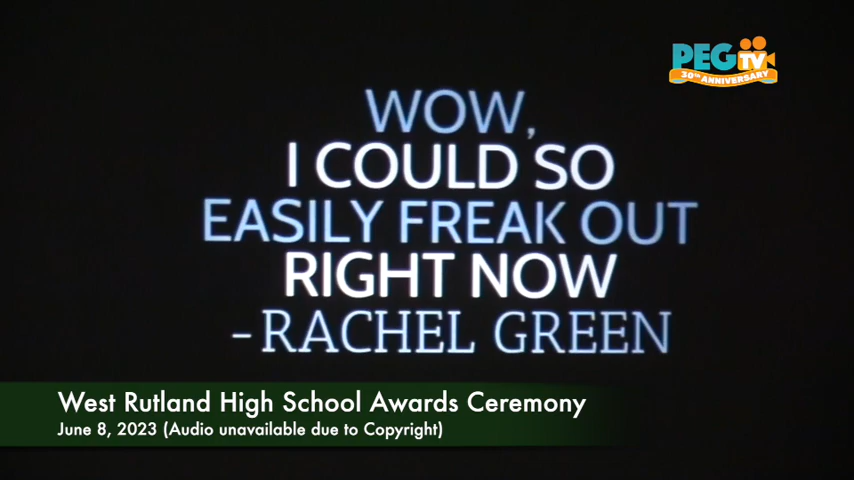 PEG TV
30TH ANNIVERSARY
WOW,
I COULD SO
EASILY FREAK OUT
RIGHT NOW
-RACHEL GREEN
West Rutland High School Awards Ceremony
June 8, 2023 (Audio unavailable due to Copyright)